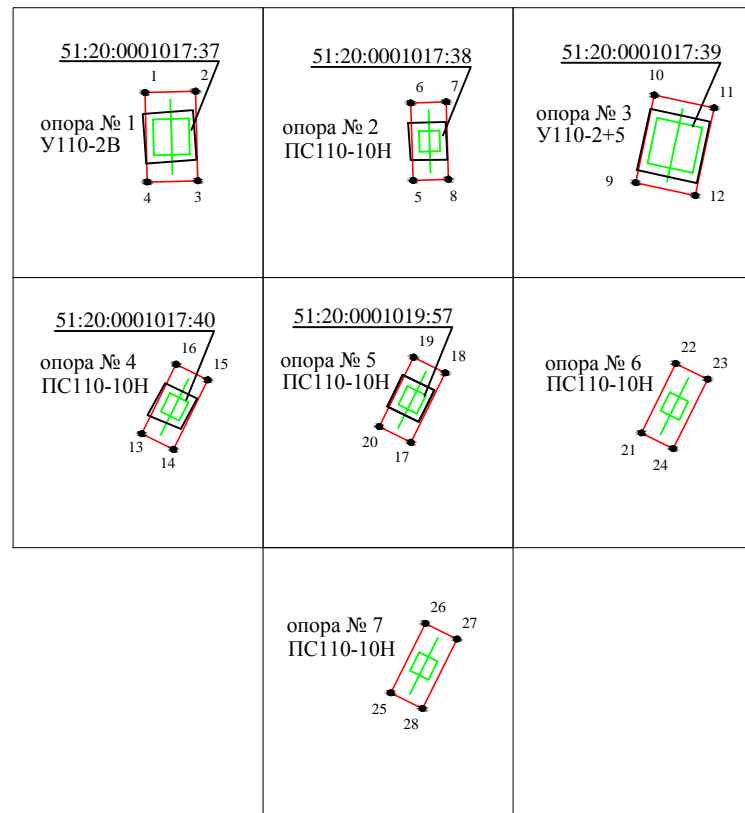 51:20:0001017:37
1
2
опора № 1
У110-2В
4
3
51:20:0001017:38
6
7
опора № 2
ПС110-10Н
5
8
51:20:0001017:39
10
11
опора № 3
У110-2+5
9
12
51:20:0001017:40
16
15
опора № 4
ПС110-10Н
13
14
51:20:0001019:57
19
18
опора № 5
ПС110-10Н
20
17
22
23
опора № 6
ПС110-10Н
21
24
26
27
опора № 7
ПС110-10Н
25
28